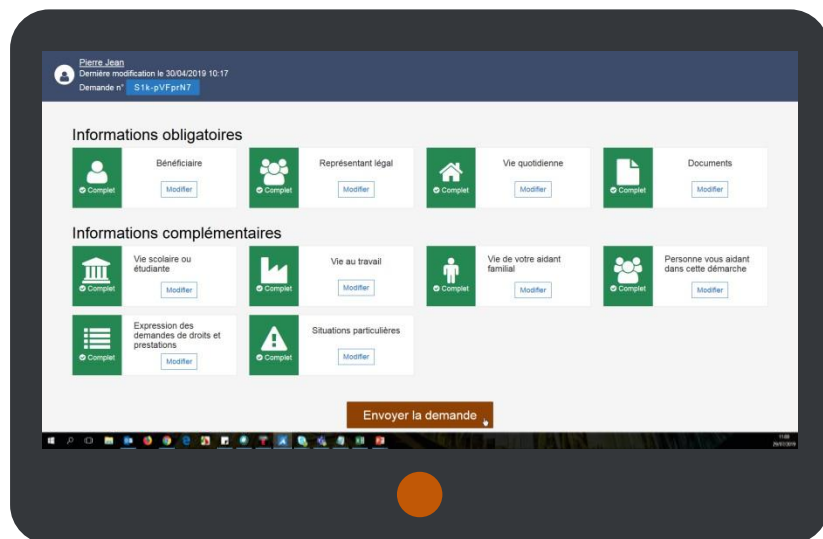 Pierre Jean
Dernière modification le 30/04/2019 10:17
Demande n° S1k-pVFprN7
Informations obligatoires
Bénéficiaire
Complet
Modifier
Représentant légal
Complet
Modifier
Vie quotidienne
Complet
Modifier
Documents
Complet
Modifier
Informations complémentaires
Vie scolaire ou
étudiante
Complet
Modifier
Vie au travail
Complet
Modifier
Vie de votre aidant
familial
Complet
Modifier
Personne vous aidant
dans cette démarche
Complet
Modifier
Expression des
demandes de droits et
prestations
Complet
Modifier
Situations particulières
Complet
Modifier
Envoyer la demande